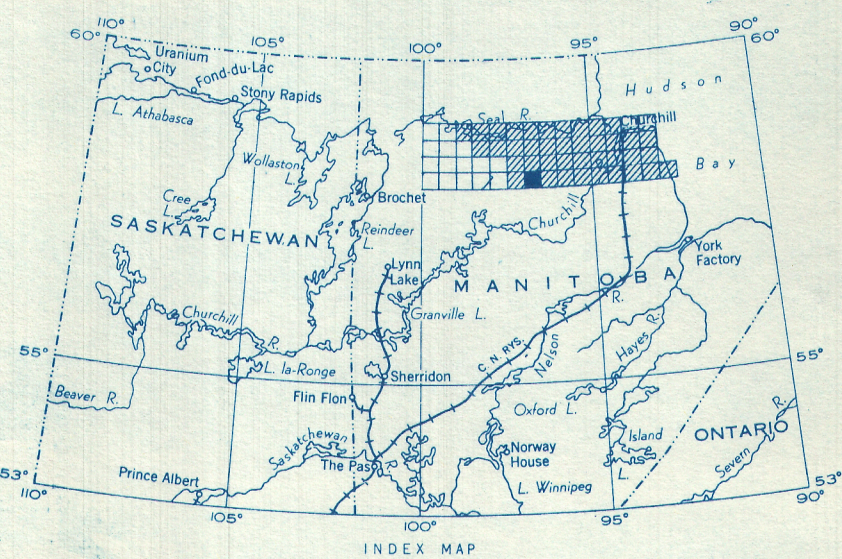 110°
60°
105°
100°
95°
90°
60°
Uranium
City
Fond-du-Lac
Stony Rapids
L. Athabasca
Hudson
Seal R.
Churchill
Bay
Wollaston
L.
Brochet
Cree
L.
SASKATCHEWAN
Reindeer
L.
Churchill
York
Factory
Lynn
Lake
MANITOBA
R.
Granville L.
Churchill
R.
C. N. RYS.
Nelson
Hayes R.
55°
55°
L. la-Ronge
Sherridon
Beaver R.
Flin Flon
Oxford L.
Island
L.
ONTARIO
R.
Severn
Saskatchewan
R.
The Pas
Norway
House
Prince Albert
L. Winnipeg
53°
110°
105°
100°
95°
53°
90°
INDEX MAP